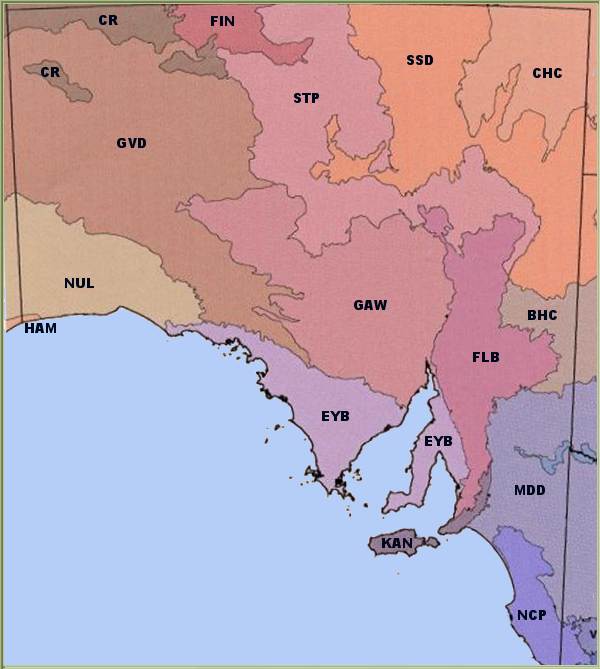 CR
FIN
SSD
CR
CHC
STP
GVD
NUL
GAW
BHC
HAM
FLB
EYB
EYB
MDD
KAN
NCP
V